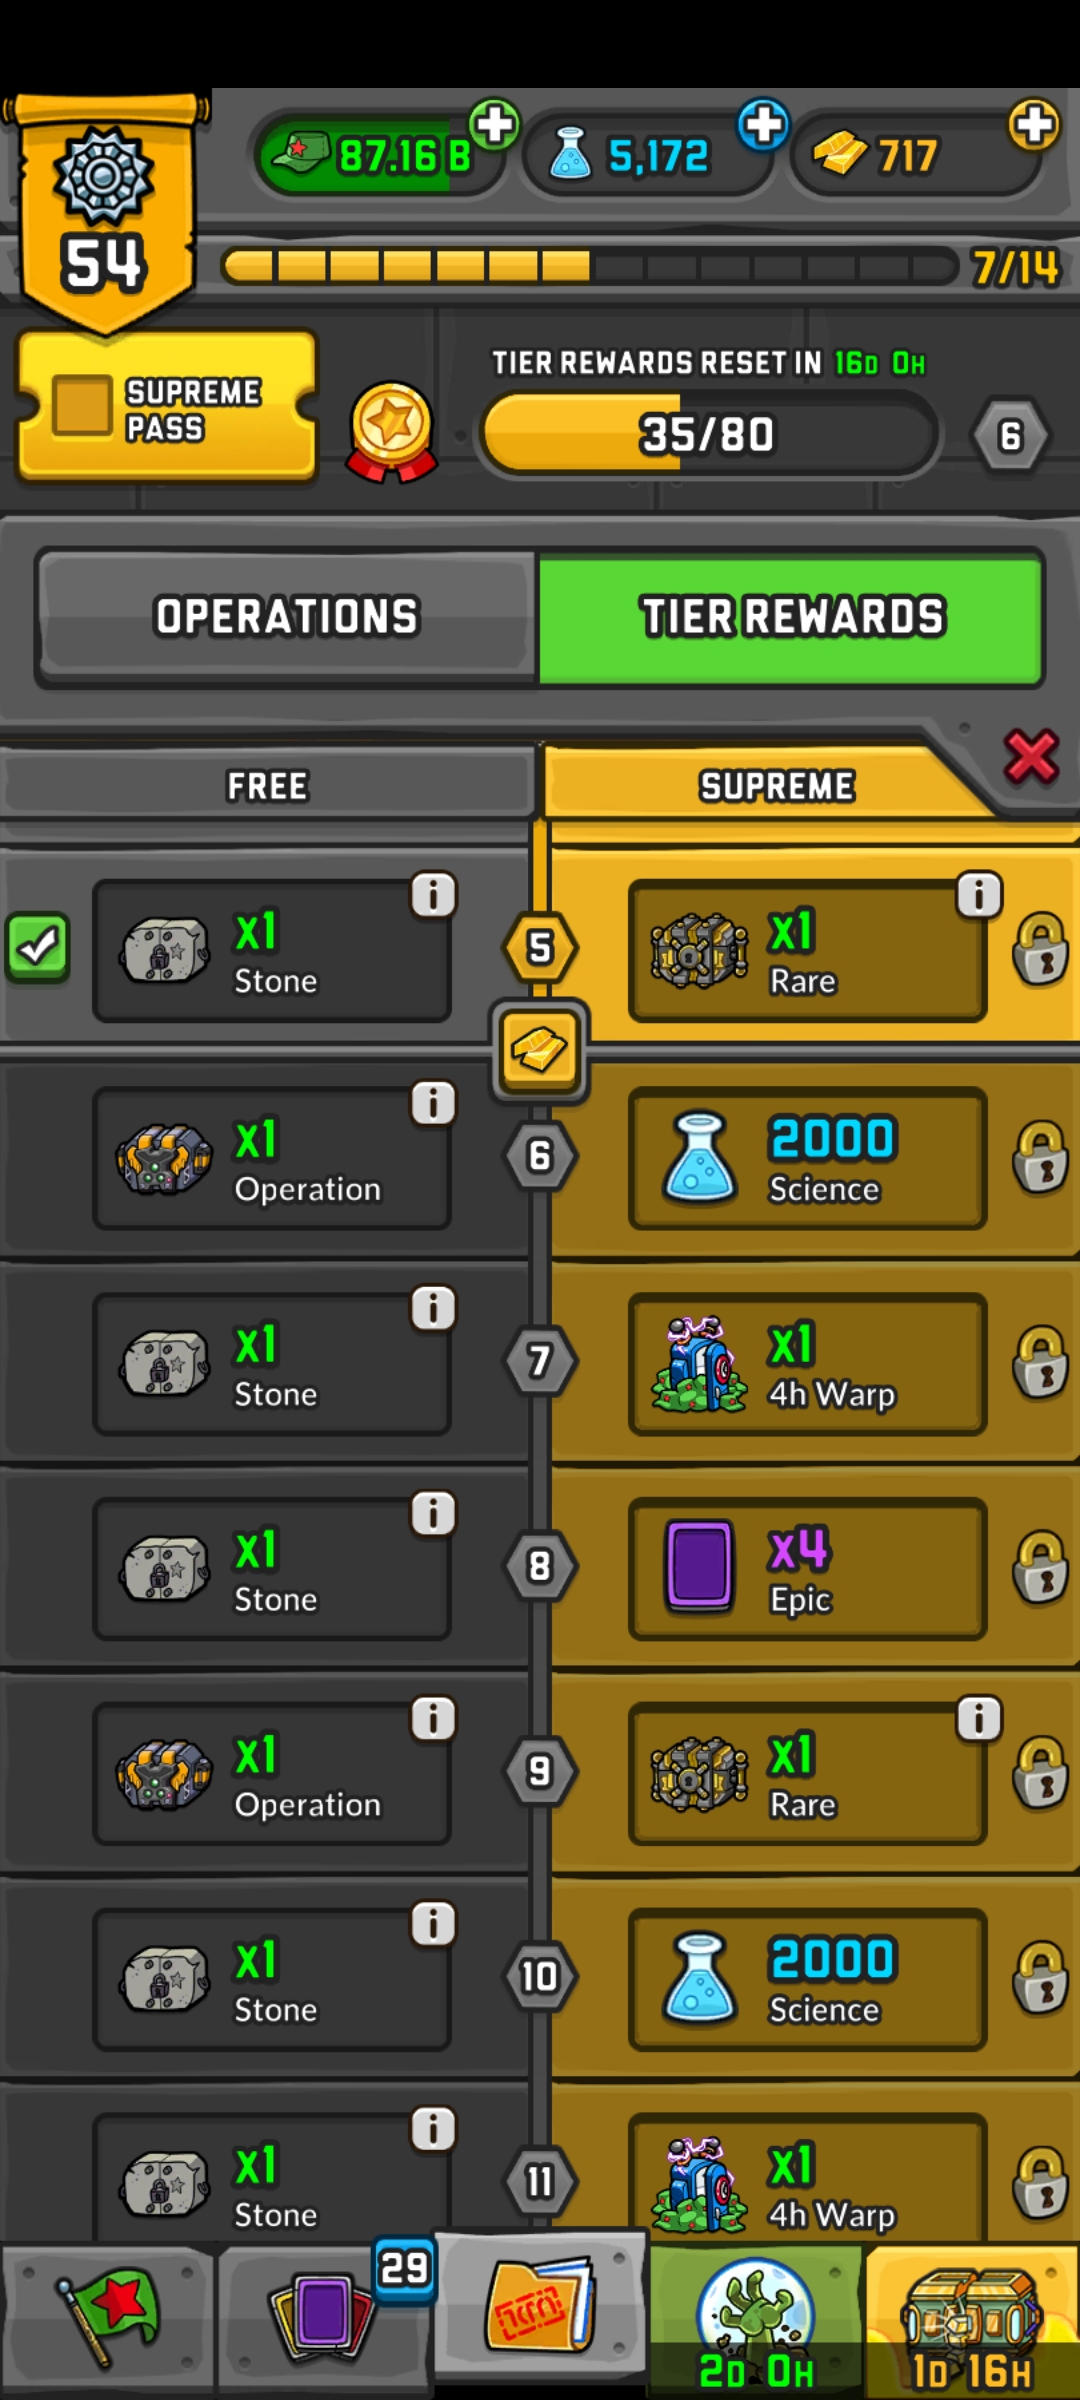 87.16 B
5,172
717
54
7/14
SUPREME
PASS
TIER REWARDS RESET IN 16D 0H
35/80
6
OPERATIONS
TIER REWARDS
FREE
SUPREME
X1
Stone
5
X1
Rare
X1
Operation
6
2000
Science
X1
Stone
7
X1
4h Warp
X1
Stone
8
X4
Epic
X1
Operation
9
X1
Rare
X1
Stone
10
2000
Science
X1
Stone
11
X1
4h Warp
29
2D 0H
1D 16H